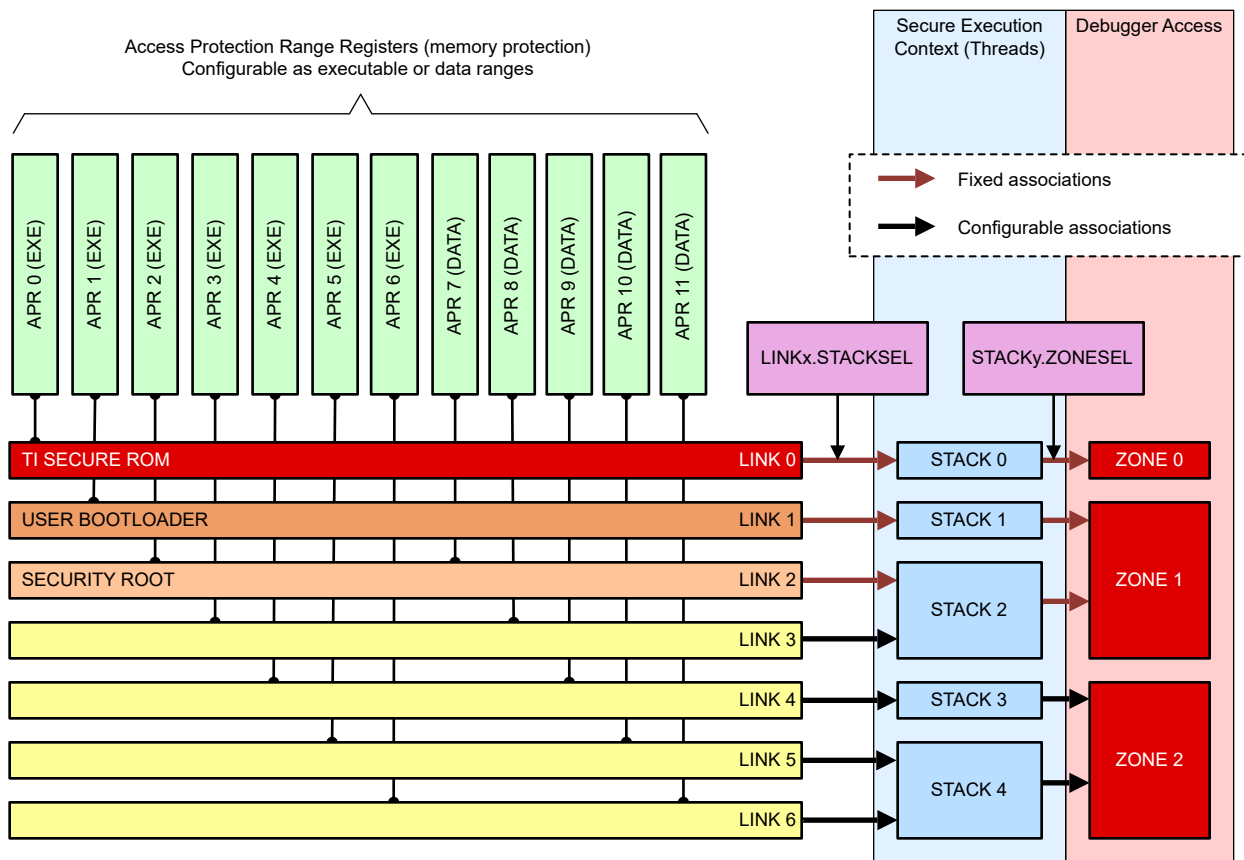 Access Protection Range Registers (memory protection)
Configurable as executable or data ranges
Secure Execution
Context (Threads)
Debugger Access
Fixed associations
Configurable associations
APR 0 (EXE)
APR 1 (EXE)
APR 2 (EXE)
APR 3 (EXE)
APR 4 (EXE)
APR 5 (EXE)
APR 6 (EXE)
APR 7 (DATA)
APR 8 (DATA)
APR 9 (DATA)
APR 10 (DATA)
APR 11 (DATA)
LINKx.STACKSEL
STACKy.ZONESEL
TI SECURE ROM
LINK 0
STACK 0
ZONE 0
USER BOOTLOADER
LINK 1
STACK 1
SECURITY ROOT
LINK 2
STACK 2
ZONE 1
LINK 3
LINK 4
STACK 3
LINK 5
STACK 4
ZONE 2
LINK 6